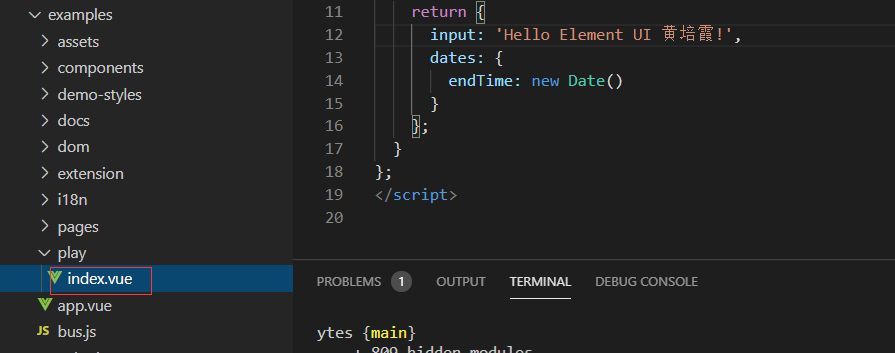 examples
assets
components
demo-styles
docs
dom
extension
i18n
pages
play
index.vue
app.vue
JS bus.js
11 return {
12 input: 'Hello Element UI 黄培霞!',
13 dates: {
14 endTime: new Date()
15 }
16 };
17 }
18 };
19 </script>
20
PROBLEMS 1 OUTPUT TERMINAL DEBUG CONSOLE
ytes {main}
+ 809 hidden modules